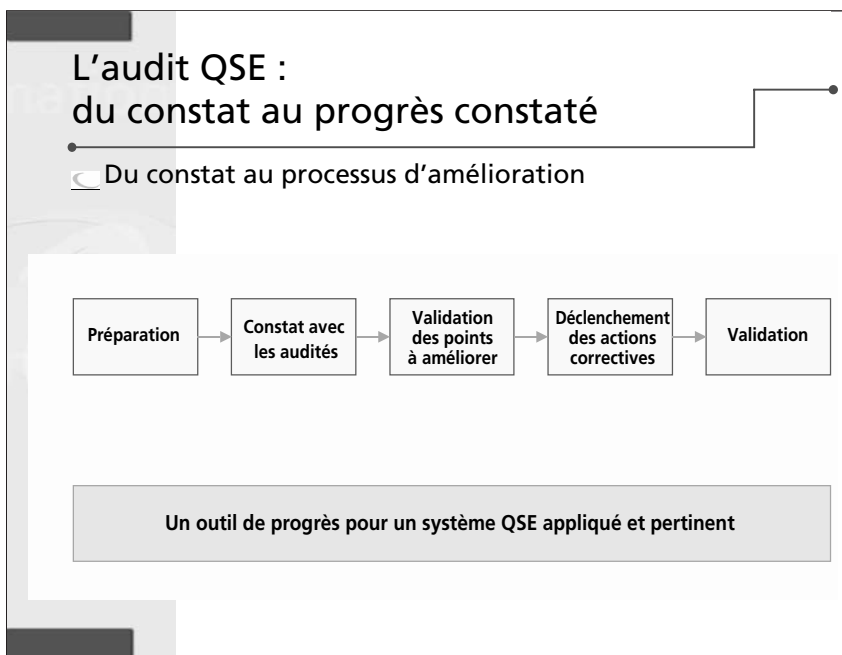 L’audit QSE :
du constat au progrès constaté
Du constat au processus d’amélioration
Préparation
Constat avec
les audités
Validation
des points
à améliorer
Déclenchement
des actions
correctives
Validation
Un outil de progrès pour un système QSE appliqué et pertinent